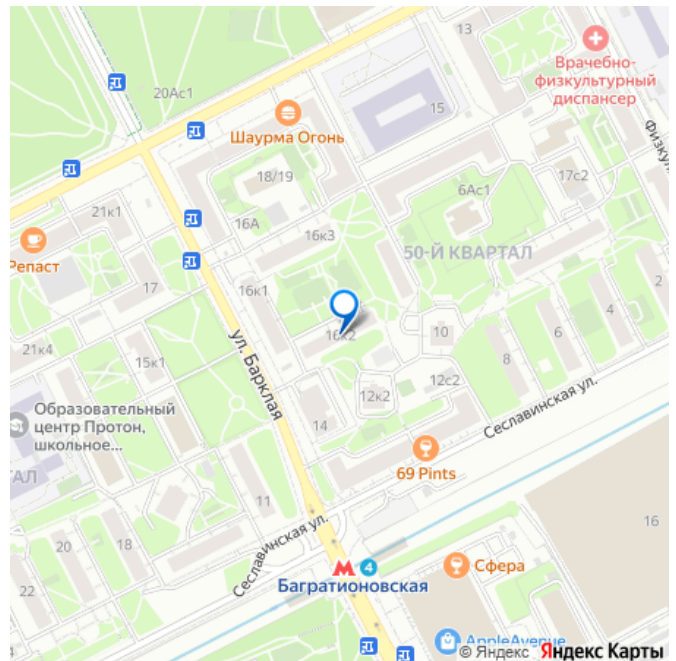 13
Врачебно-
физкультурный
диспансер
20Ас1
15
Шаурма Огонь
18/19
6Ас1
17с2
21к1
16А
16к3
50-Й КВАРТАЛ
Репаст
17
16к1
2
4
16к2
10
6
21к4
15к1
ул. Барклая
8
12с2
12к2
Сеславинская ул.
Образовательный
центр Протон,
школьное...
14
69 Pints
11
Сеславинская ул.
16
20
18
22
М 4
Багратионовская
Сфера
AppleAvenue
© Яндекс Яндекс Карты